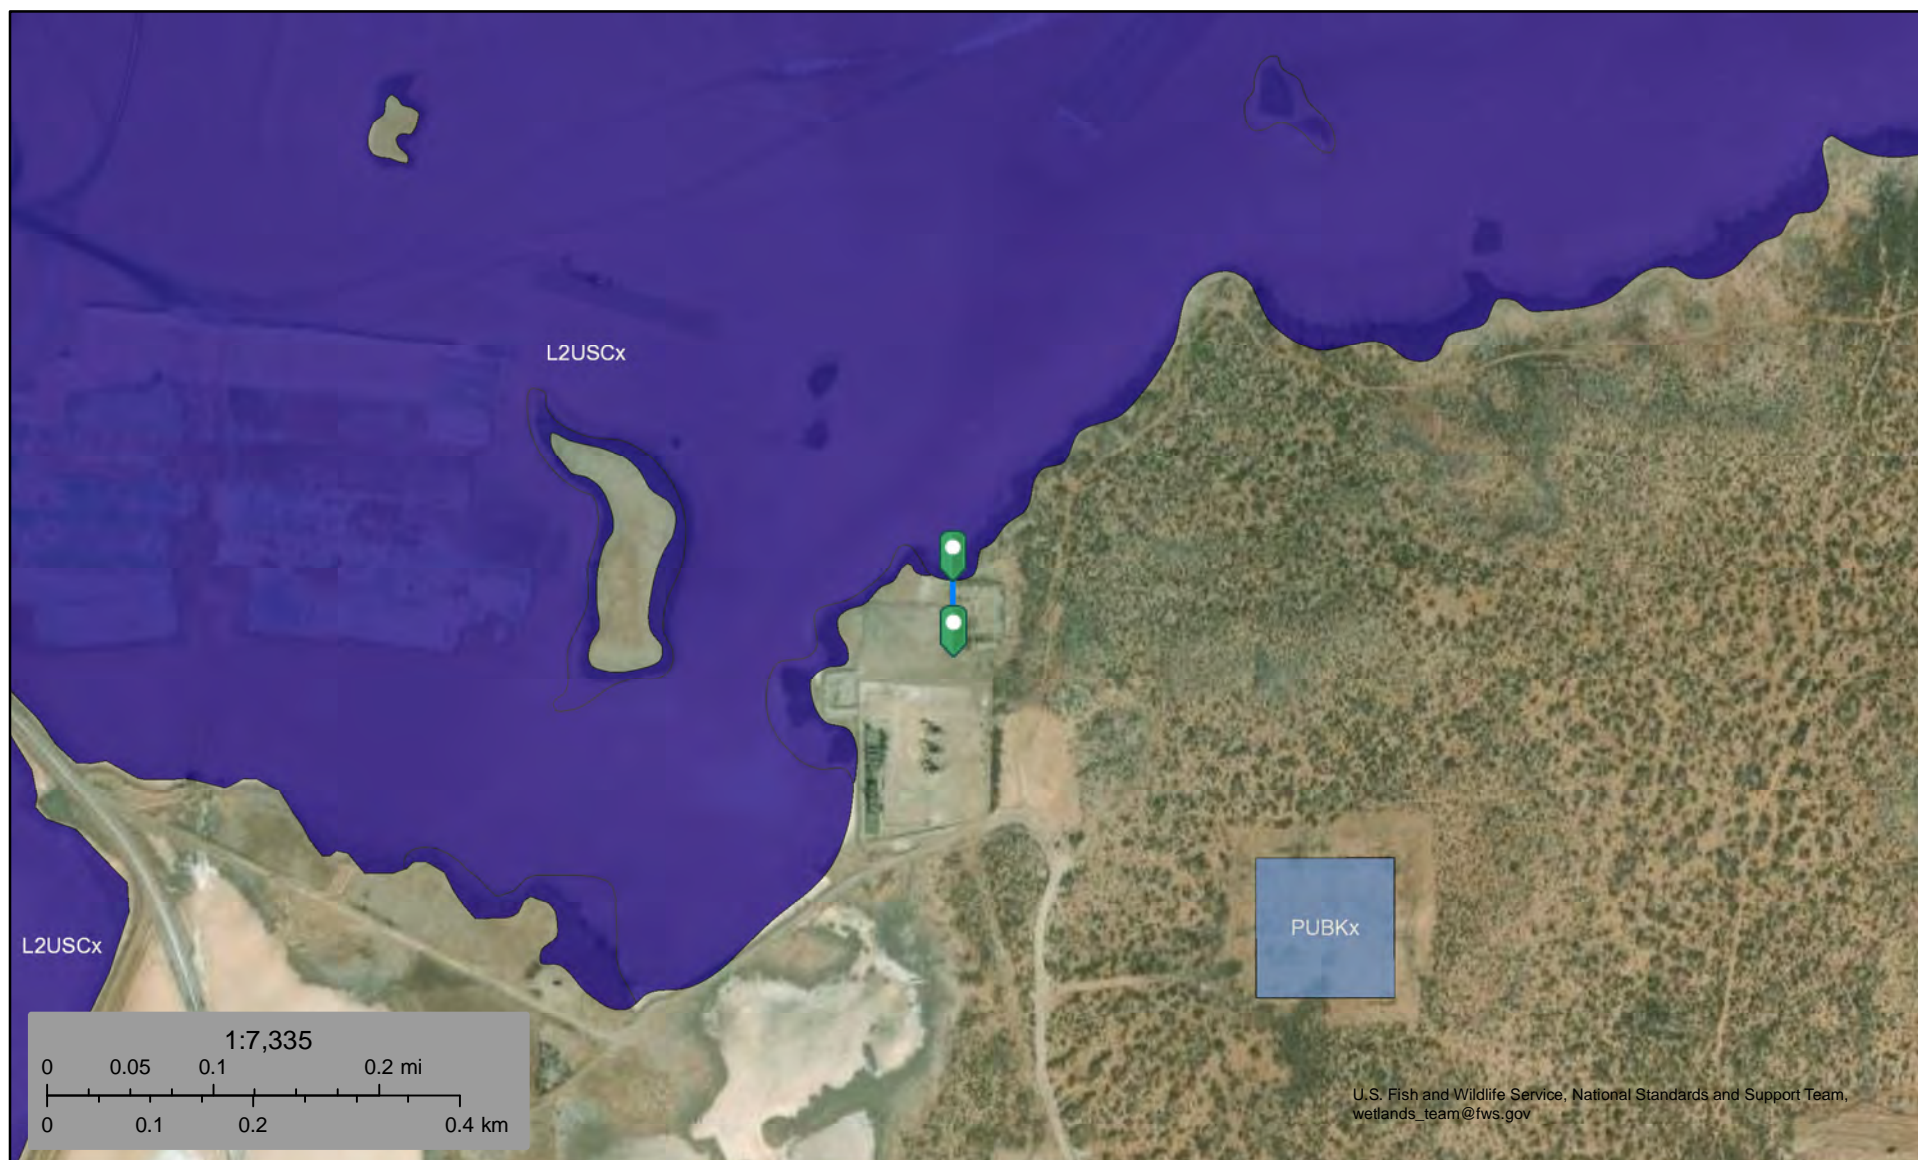 L2USCx
PUBKx
L2USCx
1:7,335
0 0.05 0.1 0.2 mi
0 0.1 0.2 0.4 km
U.S. Fish and Wildlife Service, National Standards and Support Team,
wetlands_team@fws.gov